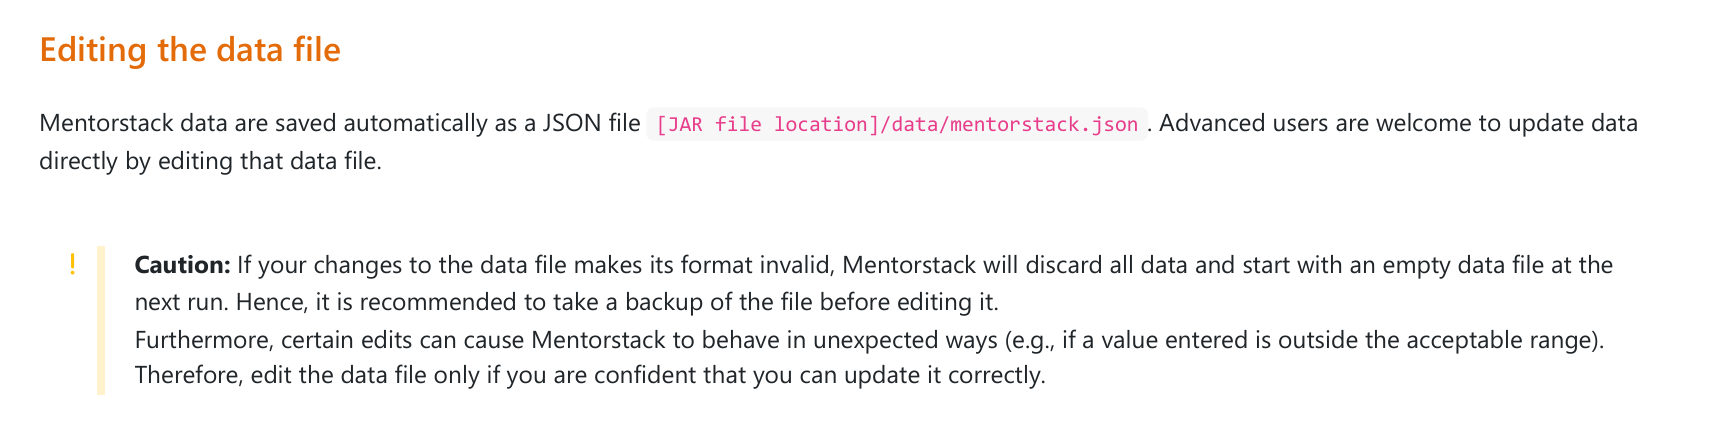 Editing the data file
Mentorstack data are saved automatically as a JSON file [JAR file location]/data/mentorstack.json. Advanced users are welcome to update data
directly by editing that data file.
! Caution: If your changes to the data file makes its format invalid, Mentorstack will discard all data and start with an empty data file at the
next run. Hence, it is recommended to take a backup of the file before editing it.
Furthermore, certain edits can cause Mentorstack to behave in unexpected ways (e.g., if a value entered is outside the acceptable range).
Therefore, edit the data file only if you are confident that you can update it correctly.